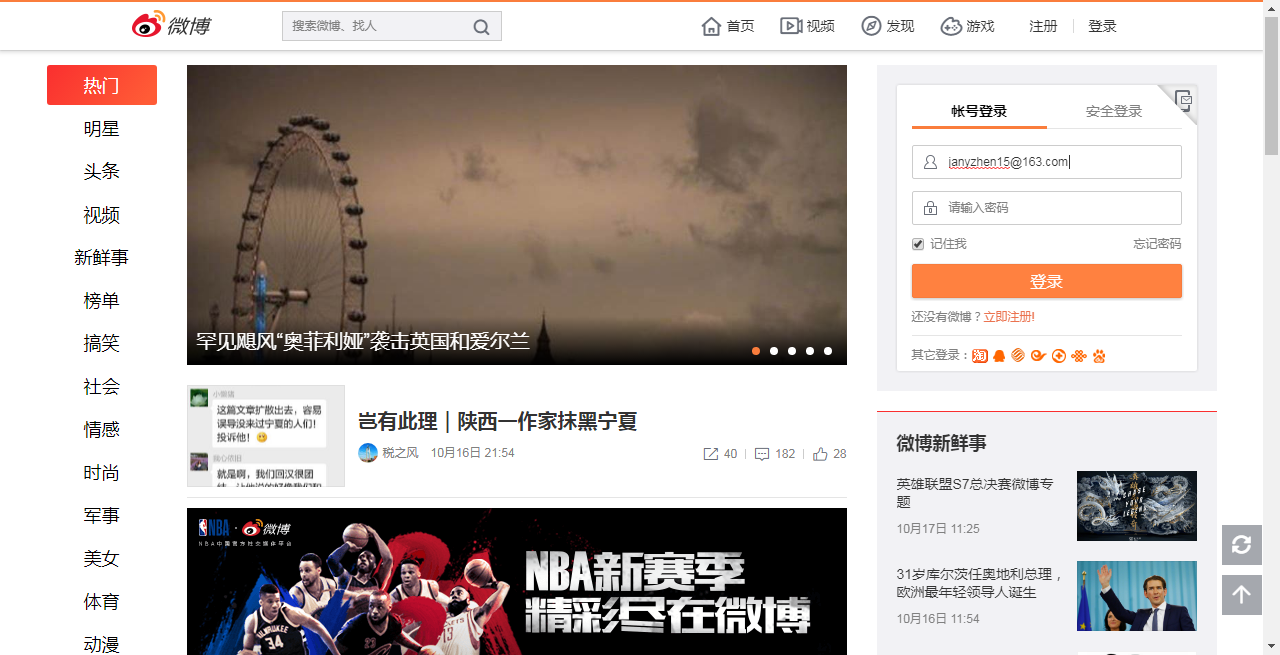 微博
搜索微博、找人
首页
视频
发现
游戏
注册
登录
热门
明星
头条
视频
新鲜事
榜单
搞笑
社会
情感
时尚
军事
美女
体育
动漫
罕见飓风“奥菲利娅”袭击英国和爱尔兰
这篇文章扩散出去，容易
误导没来过宁夏的人们！
投诉他！
就是啊，我们回汉很团
岂有此理｜陕西一作家抹黑宁夏
税之风 10月16日 21:54
40
182
28
NBA · 微博
NBA中国官方社交媒体平台
NBA新赛季
精彩尽在微博
帐号登录
安全登录
janyzhen15@163.com
请输入密码
记住我
忘记密码
登录
还没有微博？立即注册!
其它登录：
微博新鲜事
英雄联盟S7总决赛微博专
题
10月17日 11:25
31岁库尔茨任奥地利总理，
欧洲最年轻领导人诞生
10月16日 11:54